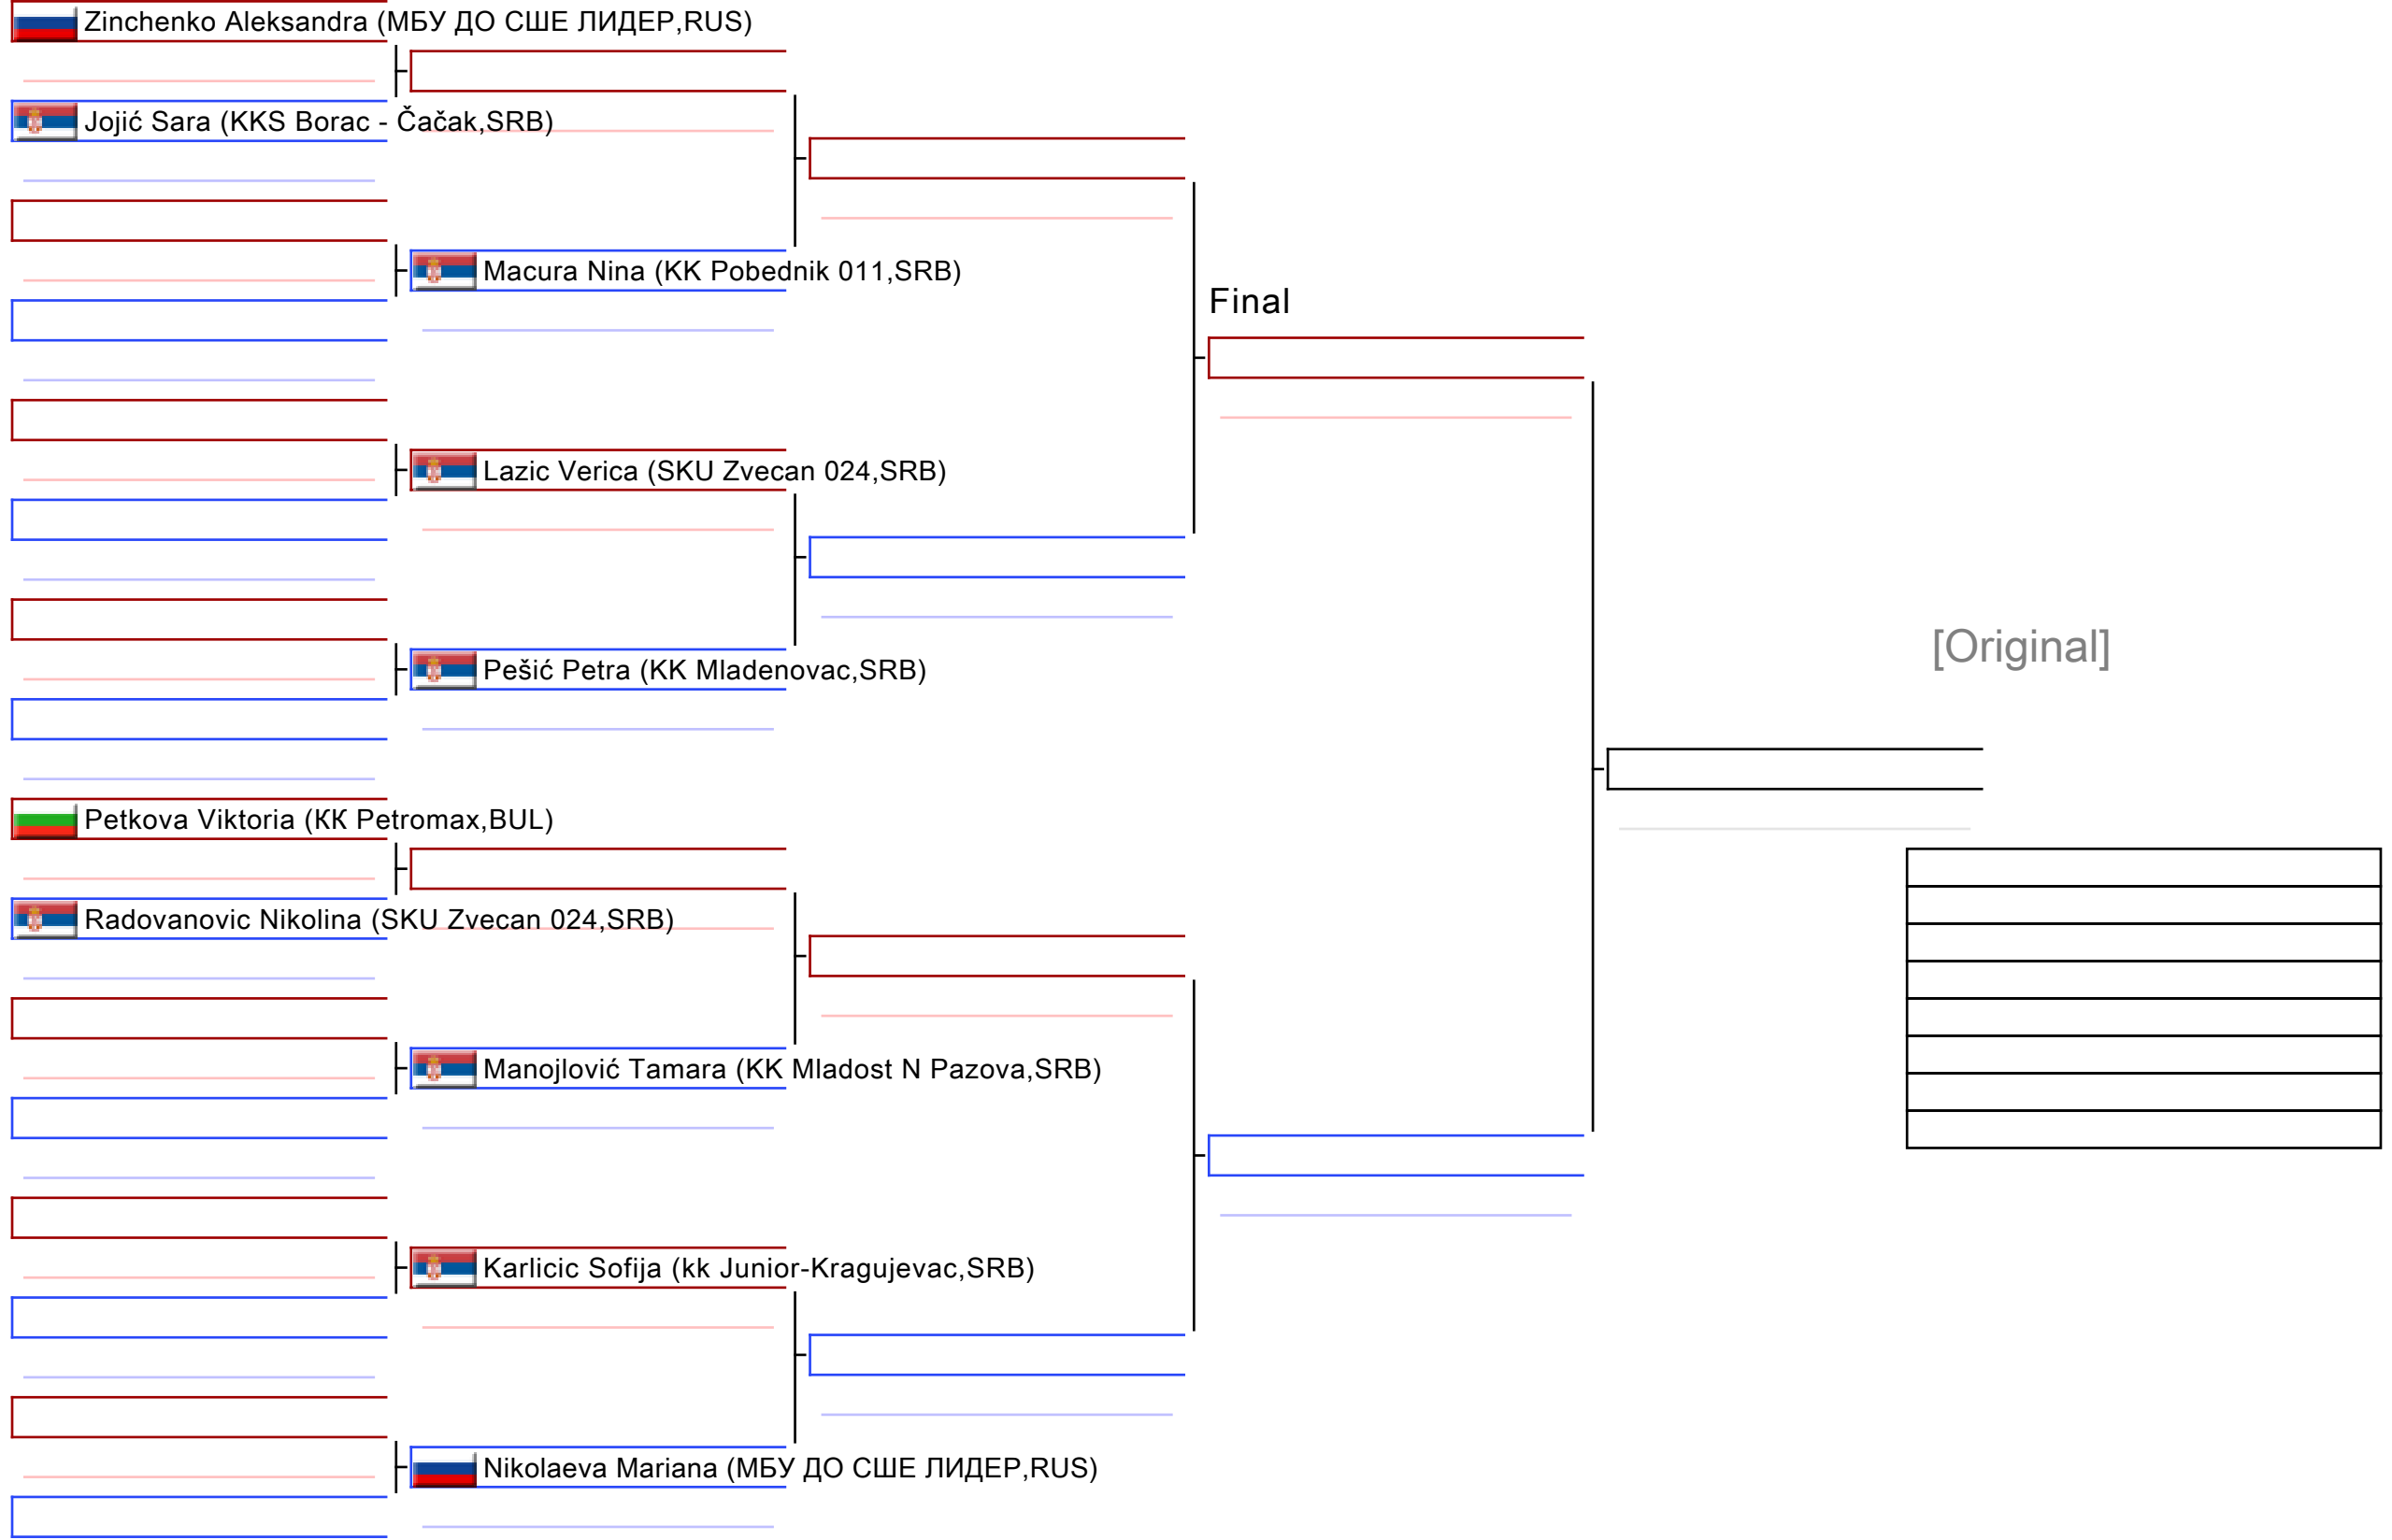 Zinchenko Aleksandra (МБУ ДО СШЕ ЛИДЕР,RUS)
Jojić Sara (KKS Borac - Čačak,SRB)
Macura Nina (KK Pobednik 011,SRB)
Final
Lazic Verica (SKU Zvecan 024,SRB)
[Original]
Pešić Petra (KK Mladenovac,SRB)
Petkova Viktoria (КК Petromax,BUL)
Radovanovic Nikolina (SKU Zvecan 024,SRB)
Manojlović Tamara (KK Mladost N Pazova,SRB)
Karlicic Sofija (kk Junior-Kragujevac,SRB)
Nikolaeva Mariana (МБУ ДО СШЕ ЛИДЕР,RUS)